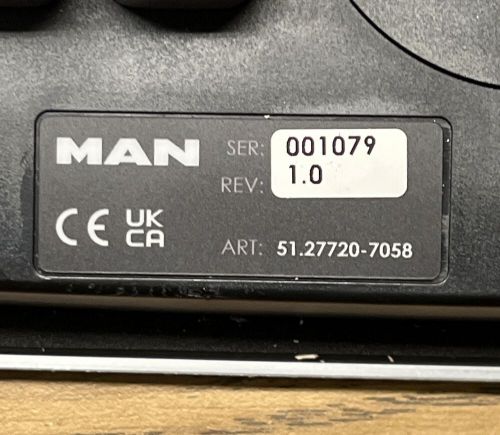 MAN
SER: 001079
REV: 1.0
CE UK
CA
ART: 51.27720-7058